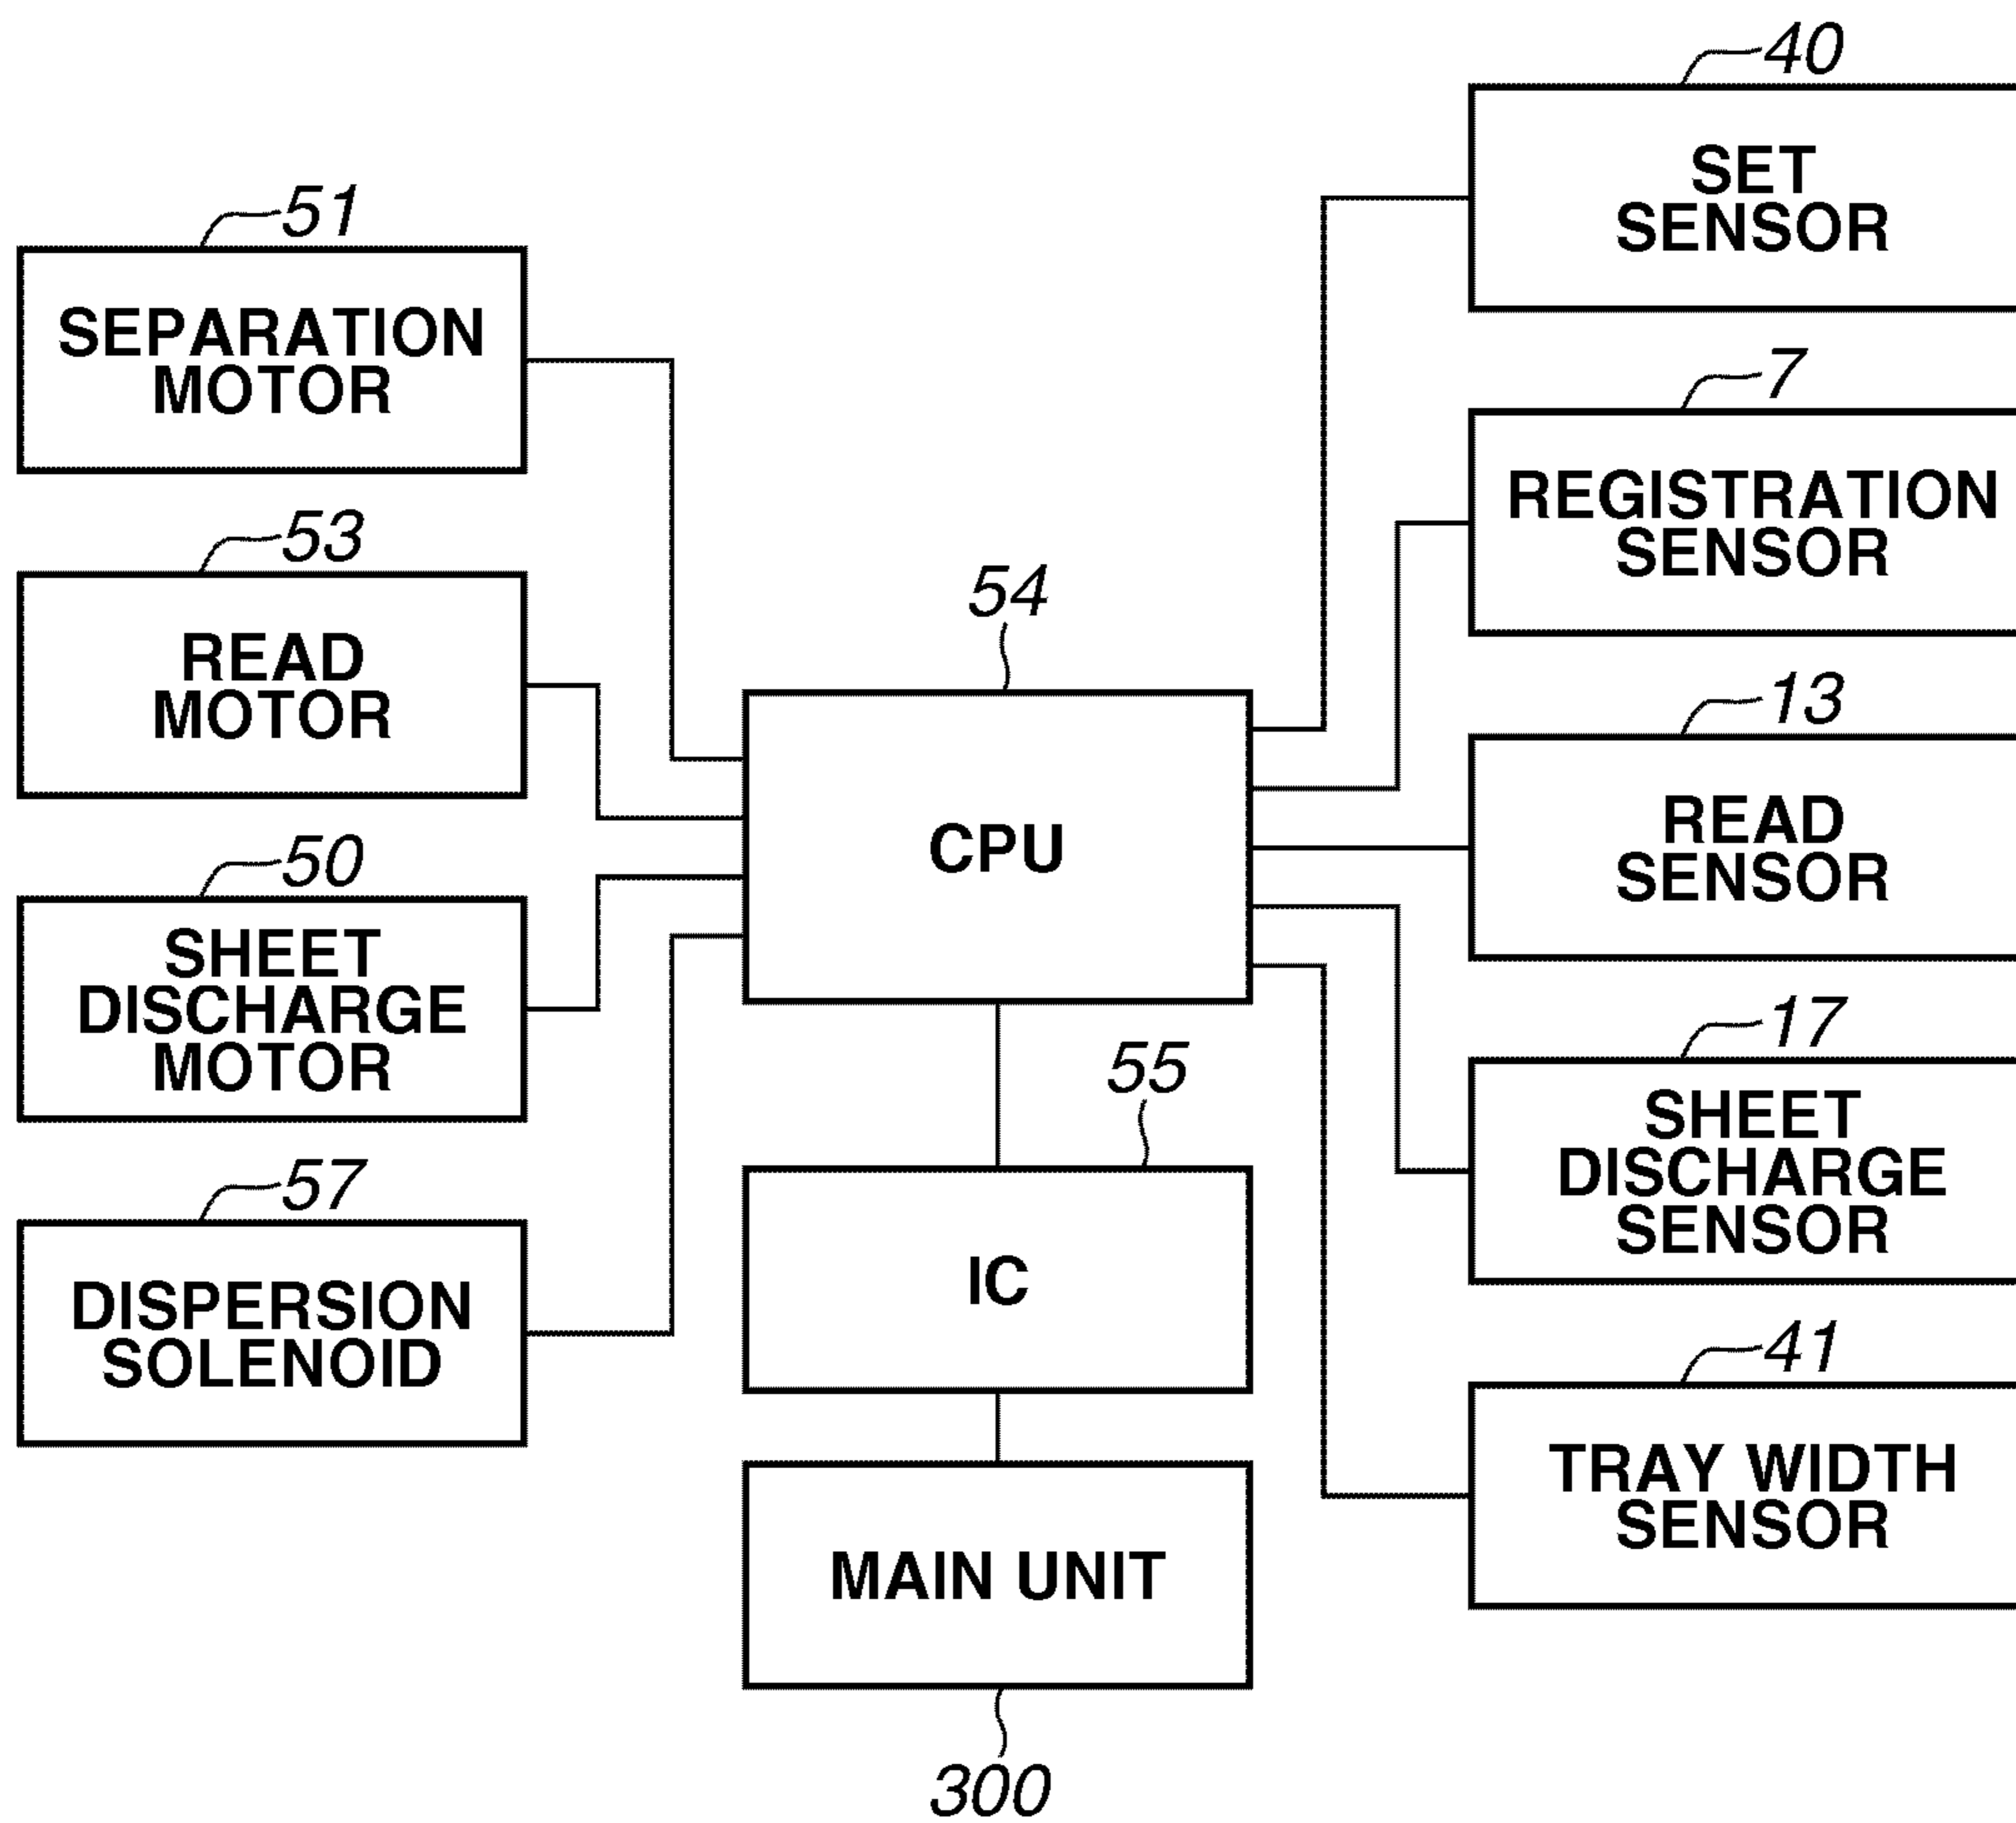 51
SEPARATION
MOTOR
53
READ
MOTOR
50
SHEET
DISCHARGE
MOTOR
57
DISPERSION
SOLENOID
54
CPU
55
IC
MAIN UNIT
300
40
SET
SENSOR
7
REGISTRATION
SENSOR
13
READ
SENSOR
17
SHEET
DISCHARGE
SENSOR
41
TRAY WIDTH
SENSOR